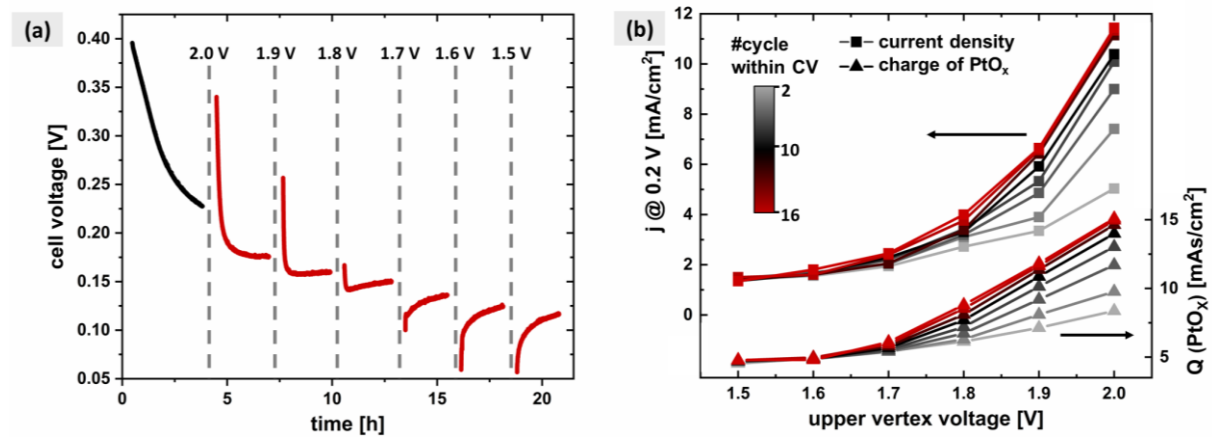 (a)
0.40
0.35
0.30
0.25
0.20
0.15
0.10
0.05
cell voltage [V]
2.0 V
1.9 V
1.8 V
1.7 V
1.6 V
1.5 V
0
5
10
15
20
time [h]
(b)
12
10
8
6
4
2
0
j @ 0.2 V [mA/cm²]
#cycle
within CV
2
10
16
current density
charge of PtOₓ
15
10
5
Q (PtOₓ) [mAs/cm²]
1.5
1.6
1.7
1.8
1.9
2.0
upper vertex voltage [V]